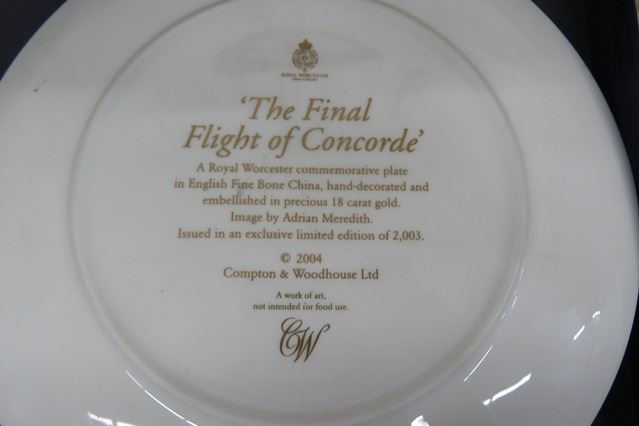 ROYAL WORCESTER
'The Final
Flight of Concorde'
A Royal Worcester commemorative plate
in English Fine Bone China, hand-decorated and
embellished in precious 18 carat gold.
Image by Adrian Meredith.
Issued in an exclusive limited edition of 2,003.
© 2004
Compton & Woodhouse Ltd
A work of art,
not intended for food use.
CW